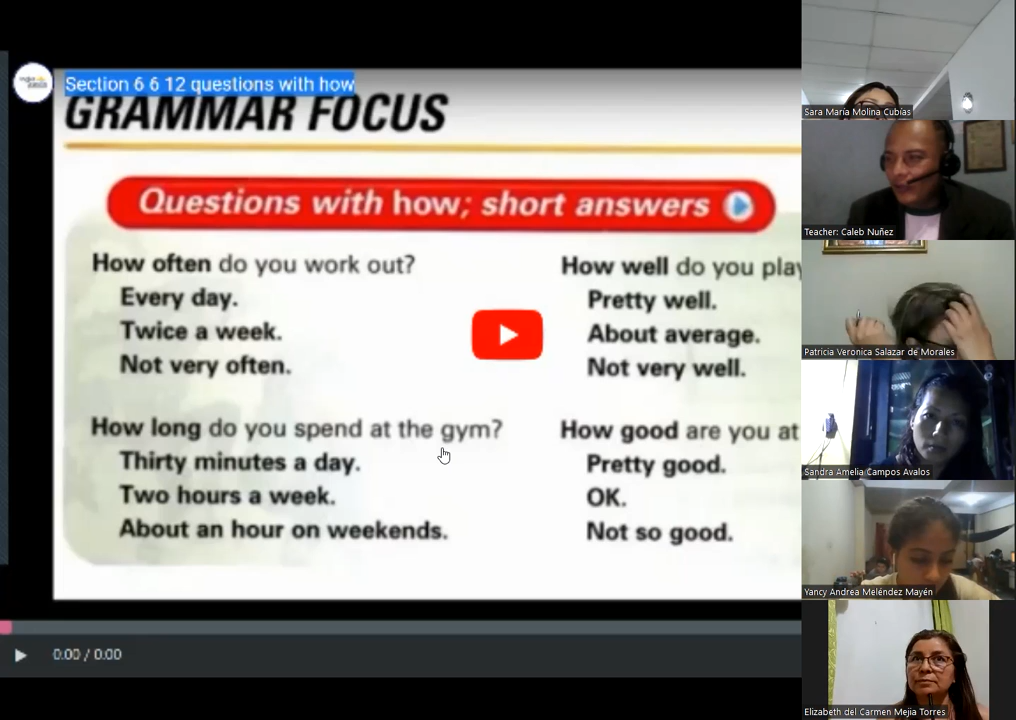 Section 6 6 12 questions with how
GRAMMAR FOCUS
Questions with how; short answers
How often do you work out?
Every day.
Twice a week.
Not very often.
How long do you spend at the gym?
Thirty minutes a day.
Two hours a week.
About an hour on weekends.
How well do you play
Pretty well.
About average.
Not very well.
How good are you at
Pretty good.
OK.
Not so good.
0:00 / 0:00
Sara María Molina Cubías
Teacher: Caleb Nuñez
Patricia Veronica Salazar de Morales
Sandra Amelia Campos Avalos
Yancy Andrea Meléndez Mayén
Elizabeth del Carmen Mejia Torres